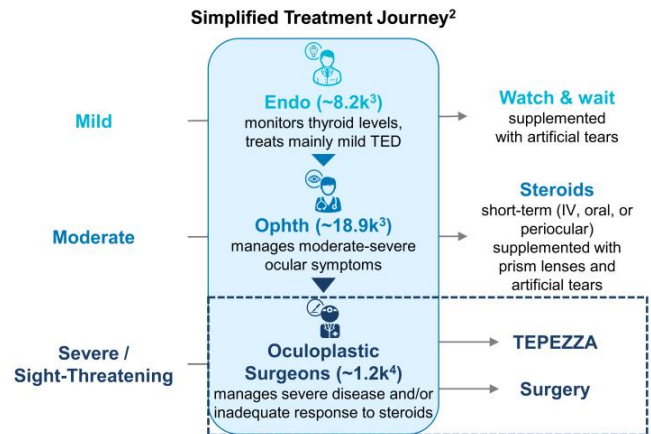 Simplified Treatment Journey2
Mild
Endo (~8.2k3)
monitors thyroid levels,
treats mainly mild TED
Watch & wait
supplemented
with artificial tears
Moderate
Ophth (~18.9k3)
manages moderate-severe
ocular symptoms
Steroids
short-term (IV, oral, or
periocular)
supplemented with
prism lenses and
artificial tears
Severe /
Sight-Threatening
Oculoplastic
Surgeons (~1.2k4)
manages severe disease and/or
inadequate response to steroids
TEPEZZA
Surgery